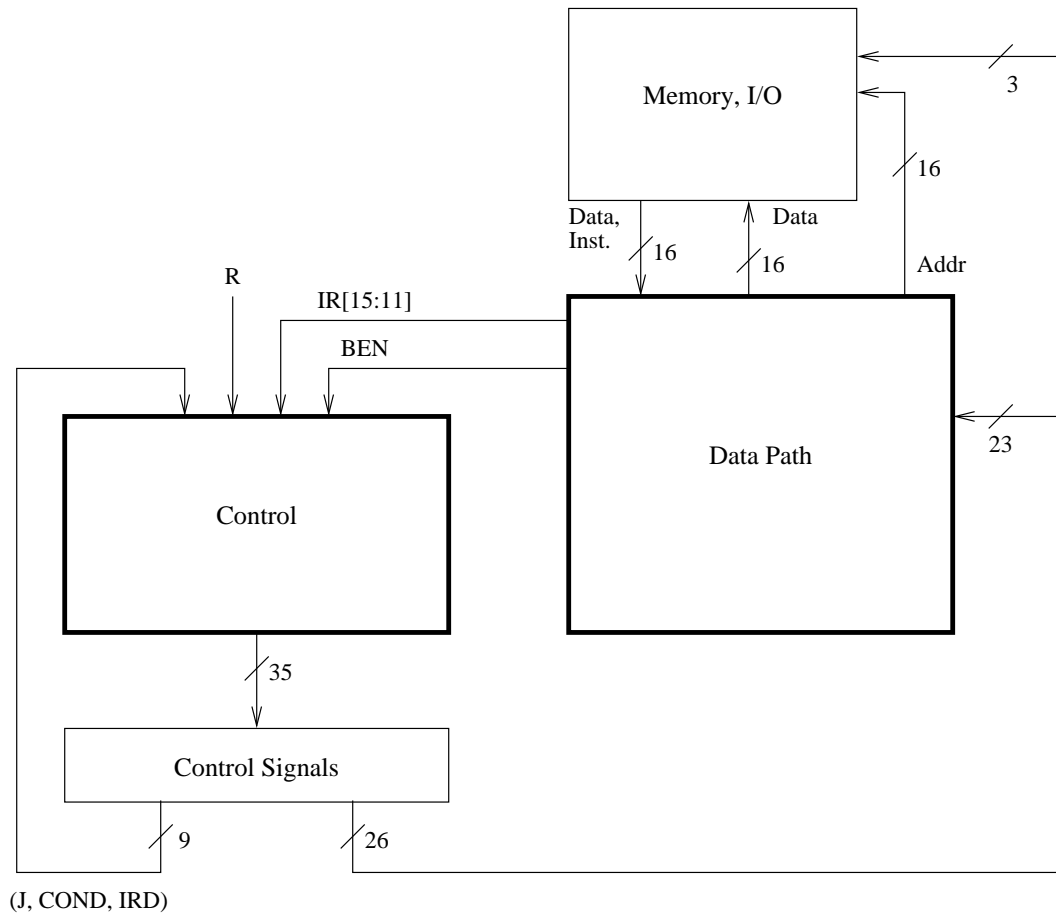 Memory, I/O
3
16
Data,
Inst.
16
Data
16
Addr
R
IR[15:11]
BEN
23
Data Path
Control
35
Control Signals
9
26
(J, COND, IRD)